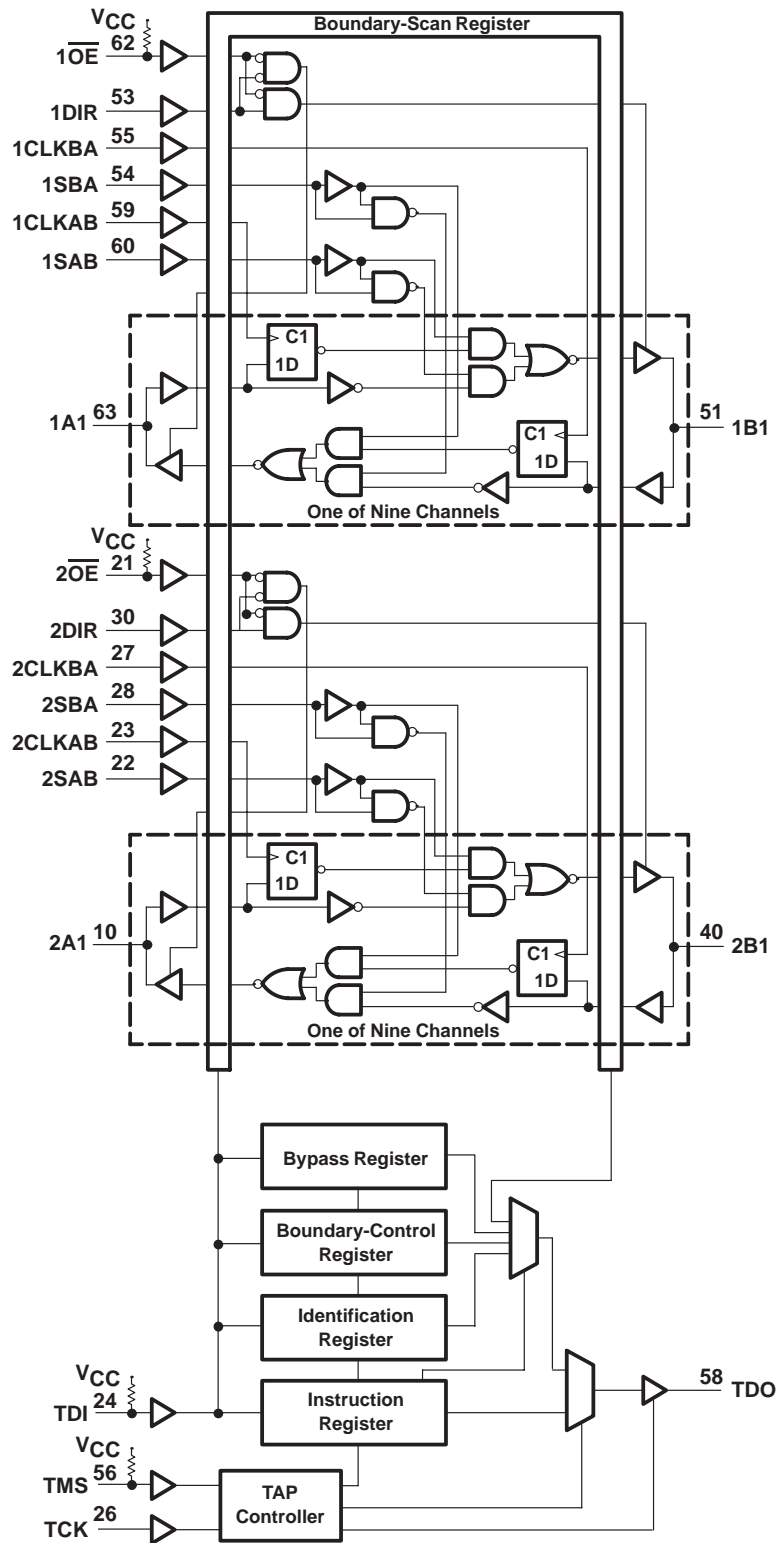 Boundary-Scan Register
VCC
62
1OE
53
1DIR
55
1CLKBA
54
1SBA
59
1CLKAB
60
1SAB
C1
1D
63
1A1
51
1B1
C1
1D
One of Nine Channels
VCC
21
2OE
30
2DIR
27
2CLKBA
28
2SBA
23
2CLKAB
22
2SAB
C1
1D
10
2A1
40
2B1
C1
1D
One of Nine Channels
Bypass Register
Boundary-Control
Register
Identification
Register
VCC
24
TDI
Instruction
Register
58
TDO
VCC
56
TMS
TAP
Controller
26
TCK